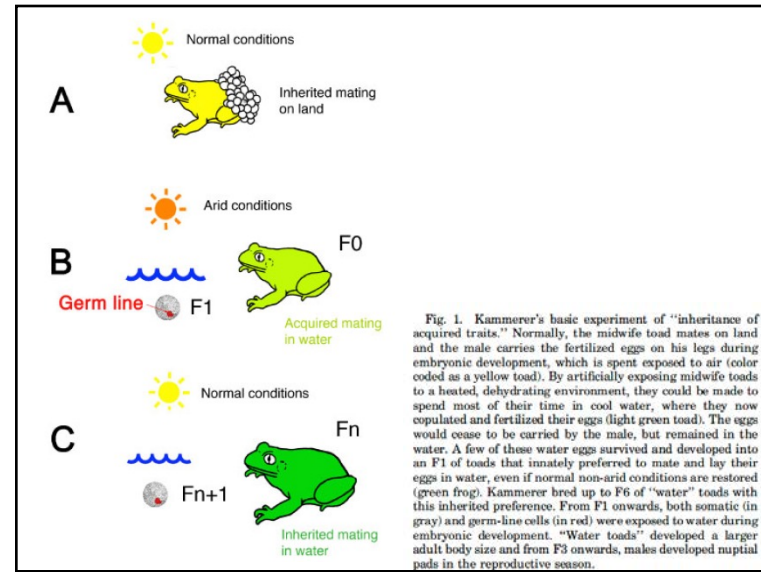 Normal conditions
A
Inherited mating
on land
Arid conditions
B
F0
Germ line
F1
Acquired mating
in water
Normal conditions
C
Fn
Fn+1
Inherited mating
in water
Fig. 1. Kammerer's basic experiment of "inheritance of
acquired traits." Normally, the midwife toad mates on land
and the male carries the fertilized eggs on his legs during
embryonic development, which is spent exposed to air (color
coded as a yellow toad). By artificially exposing midwife toads
to a heated, dehydrating environment, they could be made to
spend most of their time in cool water, where they now
copulated and fertilized their eggs (light green toad). The eggs
would cease to be carried by the male, but remained in the
water. A few of these water eggs survived and developed into
an F1 of toads that innately preferred to mate and lay their
eggs in water, even if normal non-arid conditions are restored
(green frog). Kammerer bred up to F6 of "water" toads with
this inherited preference. From F1 onwards, both somatic (in
gray) and germ-line cells (in red) were exposed to water during
embryonic development. "Water toads" developed a larger
adult body size and from F3 onwards, males developed nuptial
pads in the reproductive season.